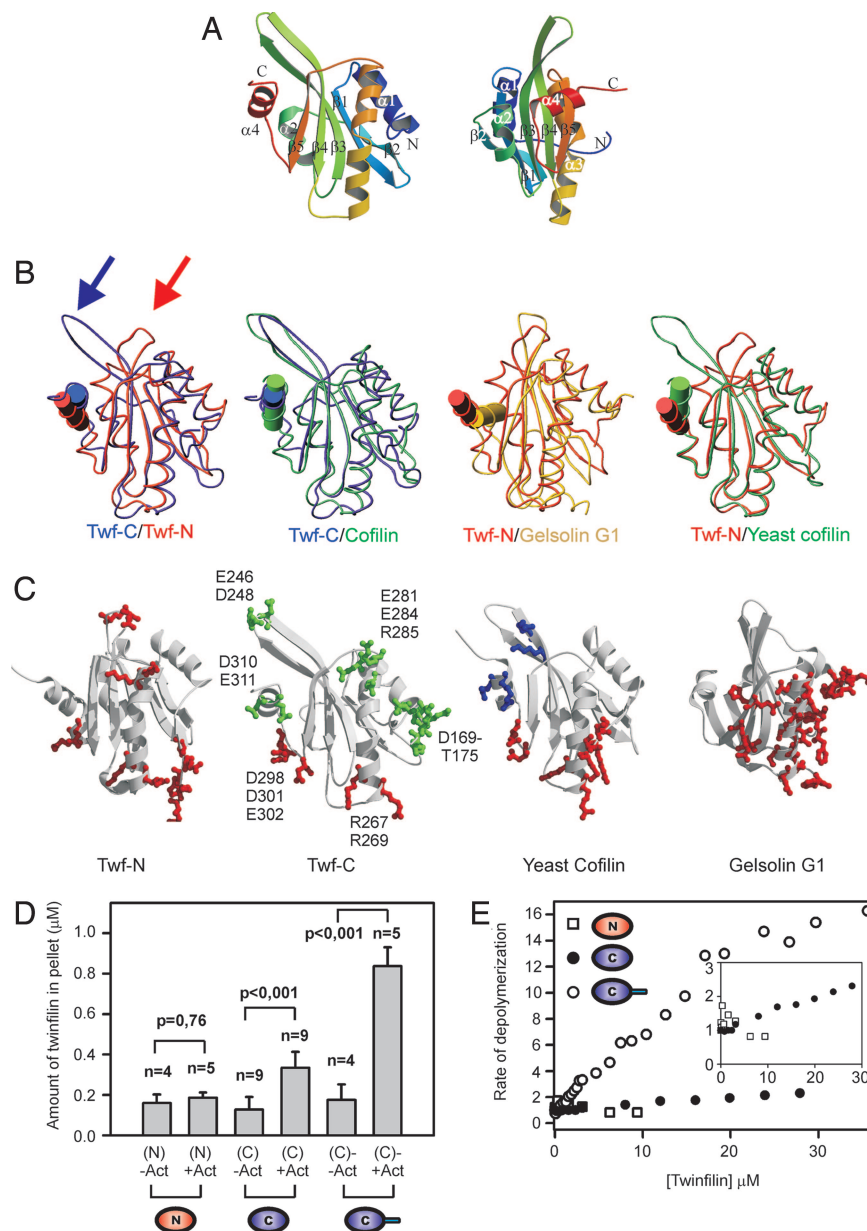 A
C
α4
α2
β5
β4
β3
β1
α1
N
β2
α1
α2
β2
β3
α4
β4
β5
C
N
β1
α3
B
Twf-C/Twf-N
Twf-C/Cofilin
Twf-N/Gelsolin G1
Twf-N/Yeast cofilin
C
E246
D248
E281
E284
R285
D310
E311
D169-
T175
D298
D301
E302
R267
R269
Twf-N
Twf-C
Yeast Cofilin
Gelsolin G1
D
Amount of twinfilin in pellet (μM)
1.0
0.8
0.6
0.4
0.2
0.0
p=0,76
p<0,001
p<0,001
n=4
n=5
n=9
n=9
n=4
n=5
(N) (N) (C) (C) (C)- (C)-
-Act +Act -Act +Act -Act +Act
N
C
C
E
Rate of depolymerization
16
14
12
10
8
6
4
2
0
N
C
C
3
2
1
0
0 10 20 30
0 10 20 30
[Twinfilin] μM